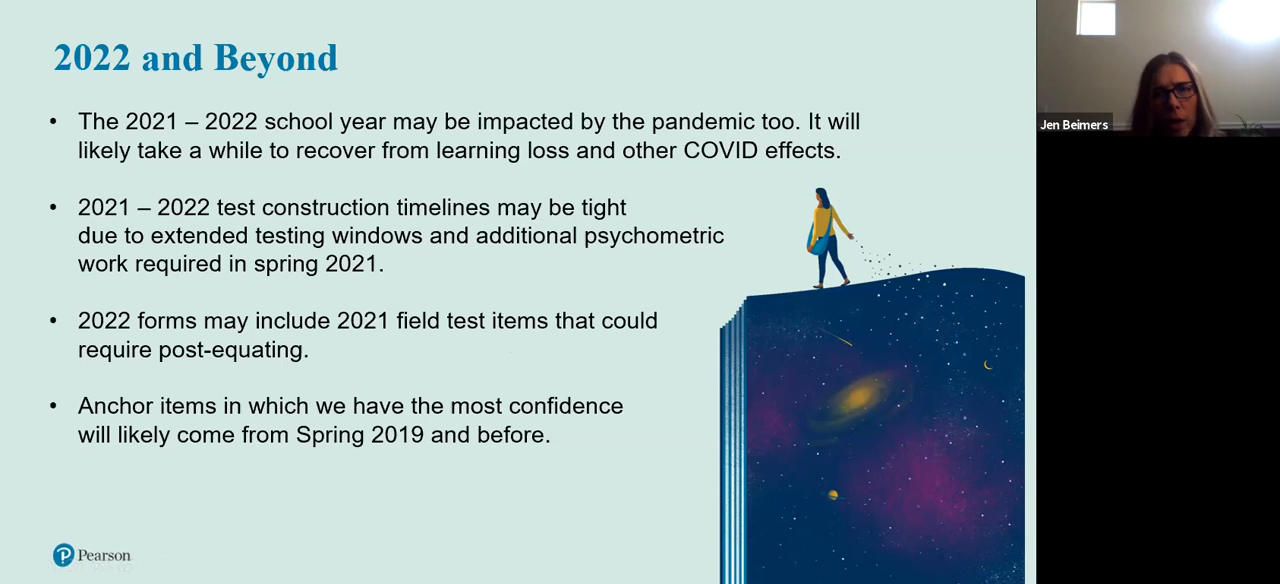 2022 and Beyond
• The 2021 – 2022 school year may be impacted by the pandemic too. It will
likely take a while to recover from learning loss and other COVID effects.
• 2021 – 2022 test construction timelines may be tight
due to extended testing windows and additional psychometric
work required in spring 2021.
• 2022 forms may include 2021 field test items that could
require post-equating.
• Anchor items in which we have the most confidence
will likely come from Spring 2019 and before.
P Pearson
Jen Beimers